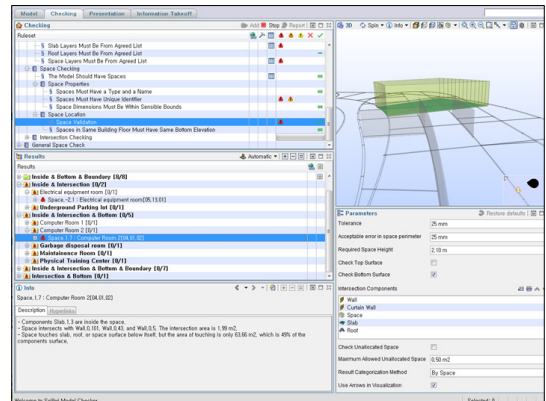 Model Checking Presentation Information Takeoff
Checking
Add Stop Report
Ruleset
§ Slab Layers Must Be From Agreed List
§ Roof Layers Must Be From Agreed List
§ Space Layers Must Be From Agreed List
Space Checking
§ The Model Should Have Spaces
Space Properties
§ Spaces Must Have a Type and a Name
§ Spaces Must Have Unique Identifier
§ Space Dimensions Must Be Within Sensible Bounds
Space Location
§ Space Validation
§ Spaces in Same Building Floor Must Have Same Bottom Elevation
Intersection Checking
General Space Check
Results
Automatic
Results
Inside & Bottom & Boundary [0/8]
Inside & Intersection [0/2]
Electrical equipment room [0/1]
Space.-2.1 : Electrical equipment room[05,13,01]
Underground Parking lot [0/1]
Inside & Intersection & Bottom [0/5]
Computer Room 1 [0/1]
Computer Room 2 [0/1]
Space.1.7 : Computer Room 2[04,01,02]
Garbage disposal room [0/1]
Maintainence Room [0/1]
Physical Training Center [0/1]
Inside & Intersection & Bottom & Boundary [0/7]
Intersection & Bottom [0/1]
Info
Space.1.7 : Computer Room 2[04,01,02]
Description Hyperlinks
- Components Slab.1.3 are inside the space.
- Space intersects with Wall.0.101, Wall.0.43, and Wall.0.5. The intersection area is 1,99 m2.
- Space touches slab, roof, or space surface below itself, but the area of touching is only 63,66 m2, which is 49% of the
components surface.
3D Spin Info
Parameters
Restore defaults
Tolerance 25 mm
Acceptable error in space perimeter 25 mm
Required Space Height 2,10 m
Check Top Surface
Check Bottom Surface
Intersection Components
Wall
Curtain Wall
Space
Slab
Roof
Check Unallocated Space
Maximum Allowed Unallocated Space 0,50 m2
Result Categorization Method By Space
Use Arrows in Visualization
Welcome to Solibri Model Checker
Selected: 0